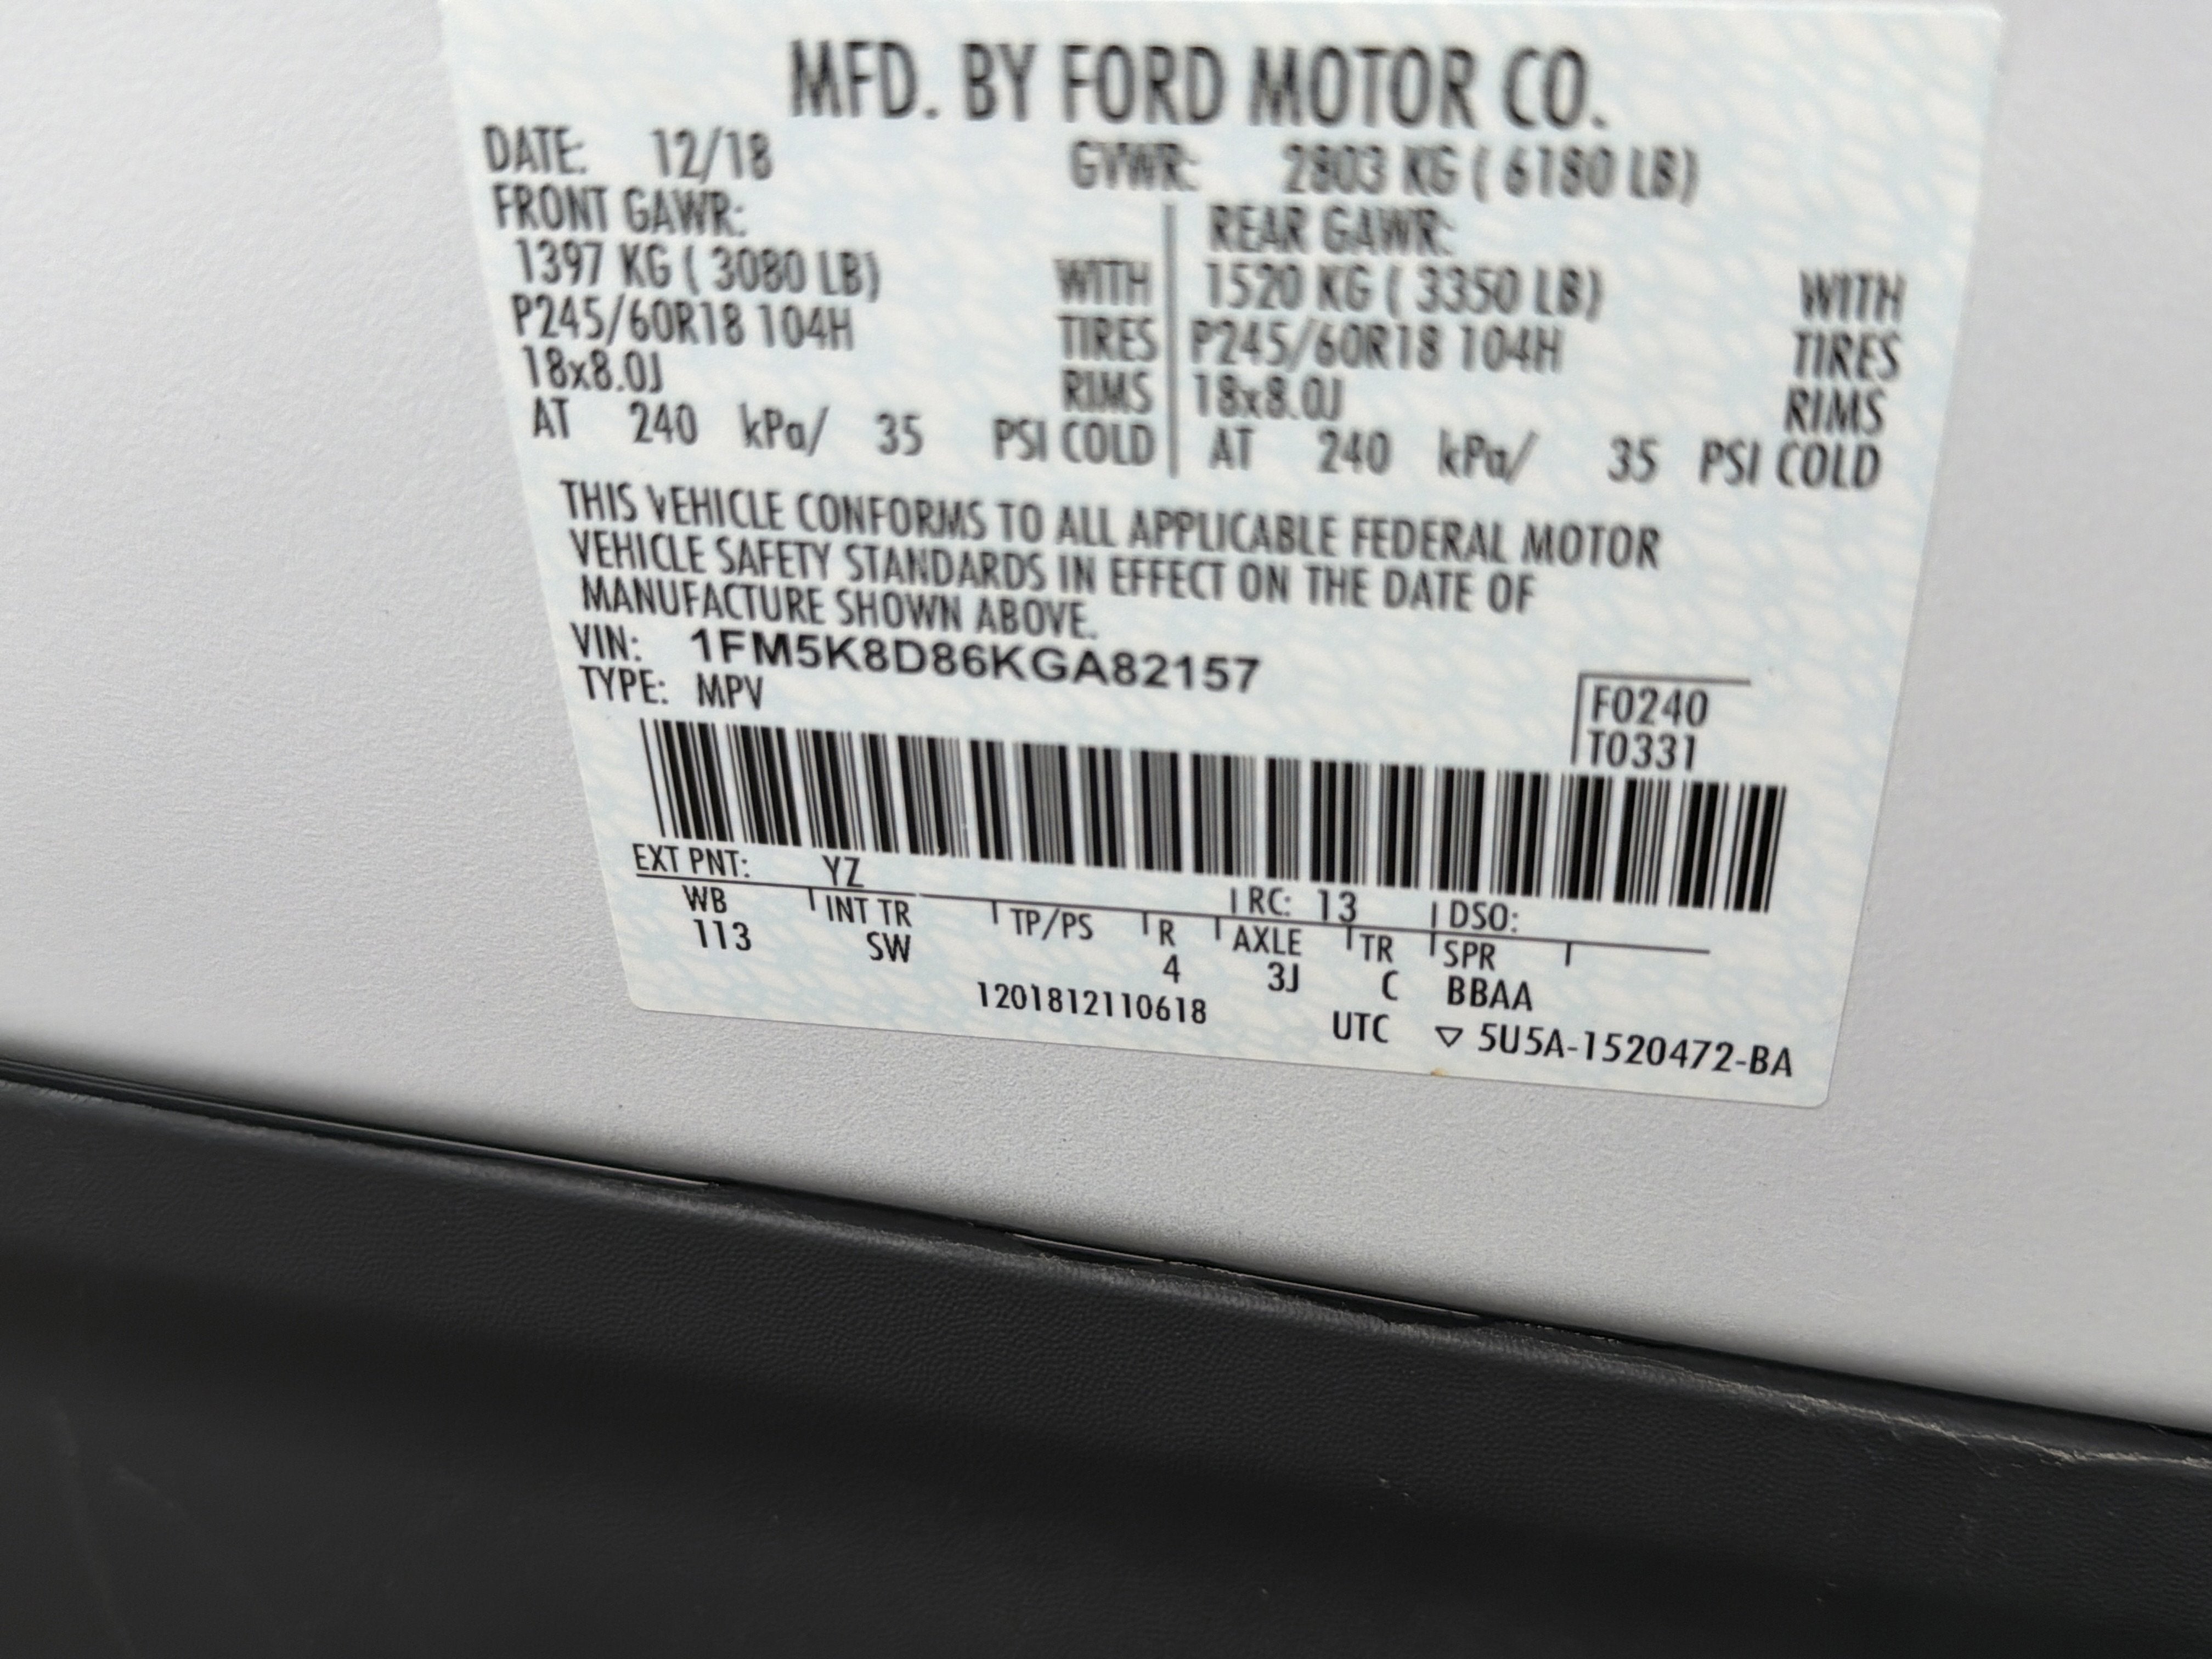 MFD. BY FORD MOTOR CO.
DATE: 12/18 GVWR: 2803 KG ( 6180 LB)
FRONT GAWR: REAR GAWR:
1397 KG ( 3080 LB) WITH 1520 KG ( 3350 LB) WITH
P245/60R18 104H TIRES P245/60R18 104H TIRES
18x8.0J RIMS 18x8.0J RIMS
AT 240 kPa/ 35 PSI COLD AT 240 kPa/ 35 PSI COLD
THIS VEHICLE CONFORMS TO ALL APPLICABLE FEDERAL MOTOR
VEHICLE SAFETY STANDARDS IN EFFECT ON THE DATE OF
MANUFACTURE SHOWN ABOVE.
VIN: 1FM5K8D86KGA82157
TYPE: MPV
F0240
T0331
EXT PNT: YZ RC: 13 DSO:
WB INT TR TP/PS R AXLE TR SPR
113 SW 4 3J C BBAA
1201812110618 UTC ▽ 5U5A-1520472-BA